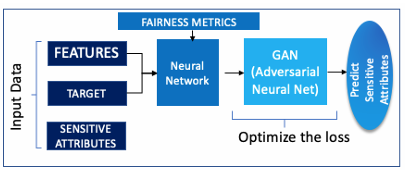 FAIRNESS METRICS
Input Data
FEATURES
TARGET
SENSITIVE
ATTRIBUTES
Neural
Network
GAN
(Adversarial
Neural Net)
Predict
Sensitive
Attributes
Optimize the loss